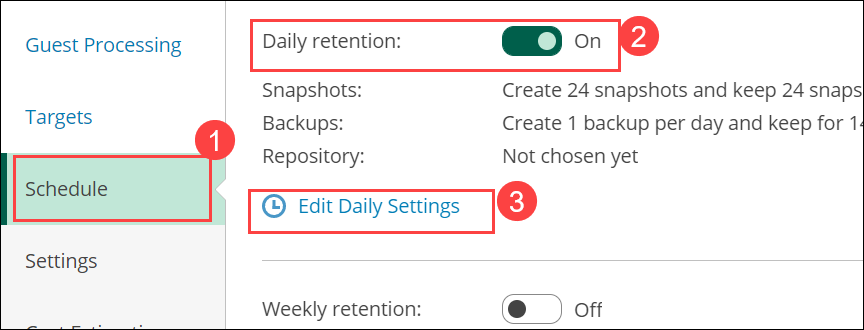 Guest Processing
Targets
1
Schedule
Settings
Daily retention:
On
2
Snapshots:
Create 24 snapshots and keep 24 snaps
Backups:
Create 1 backup per day and keep for 14
Repository:
Not chosen yet
Edit Daily Settings
3
Weekly retention:
Off